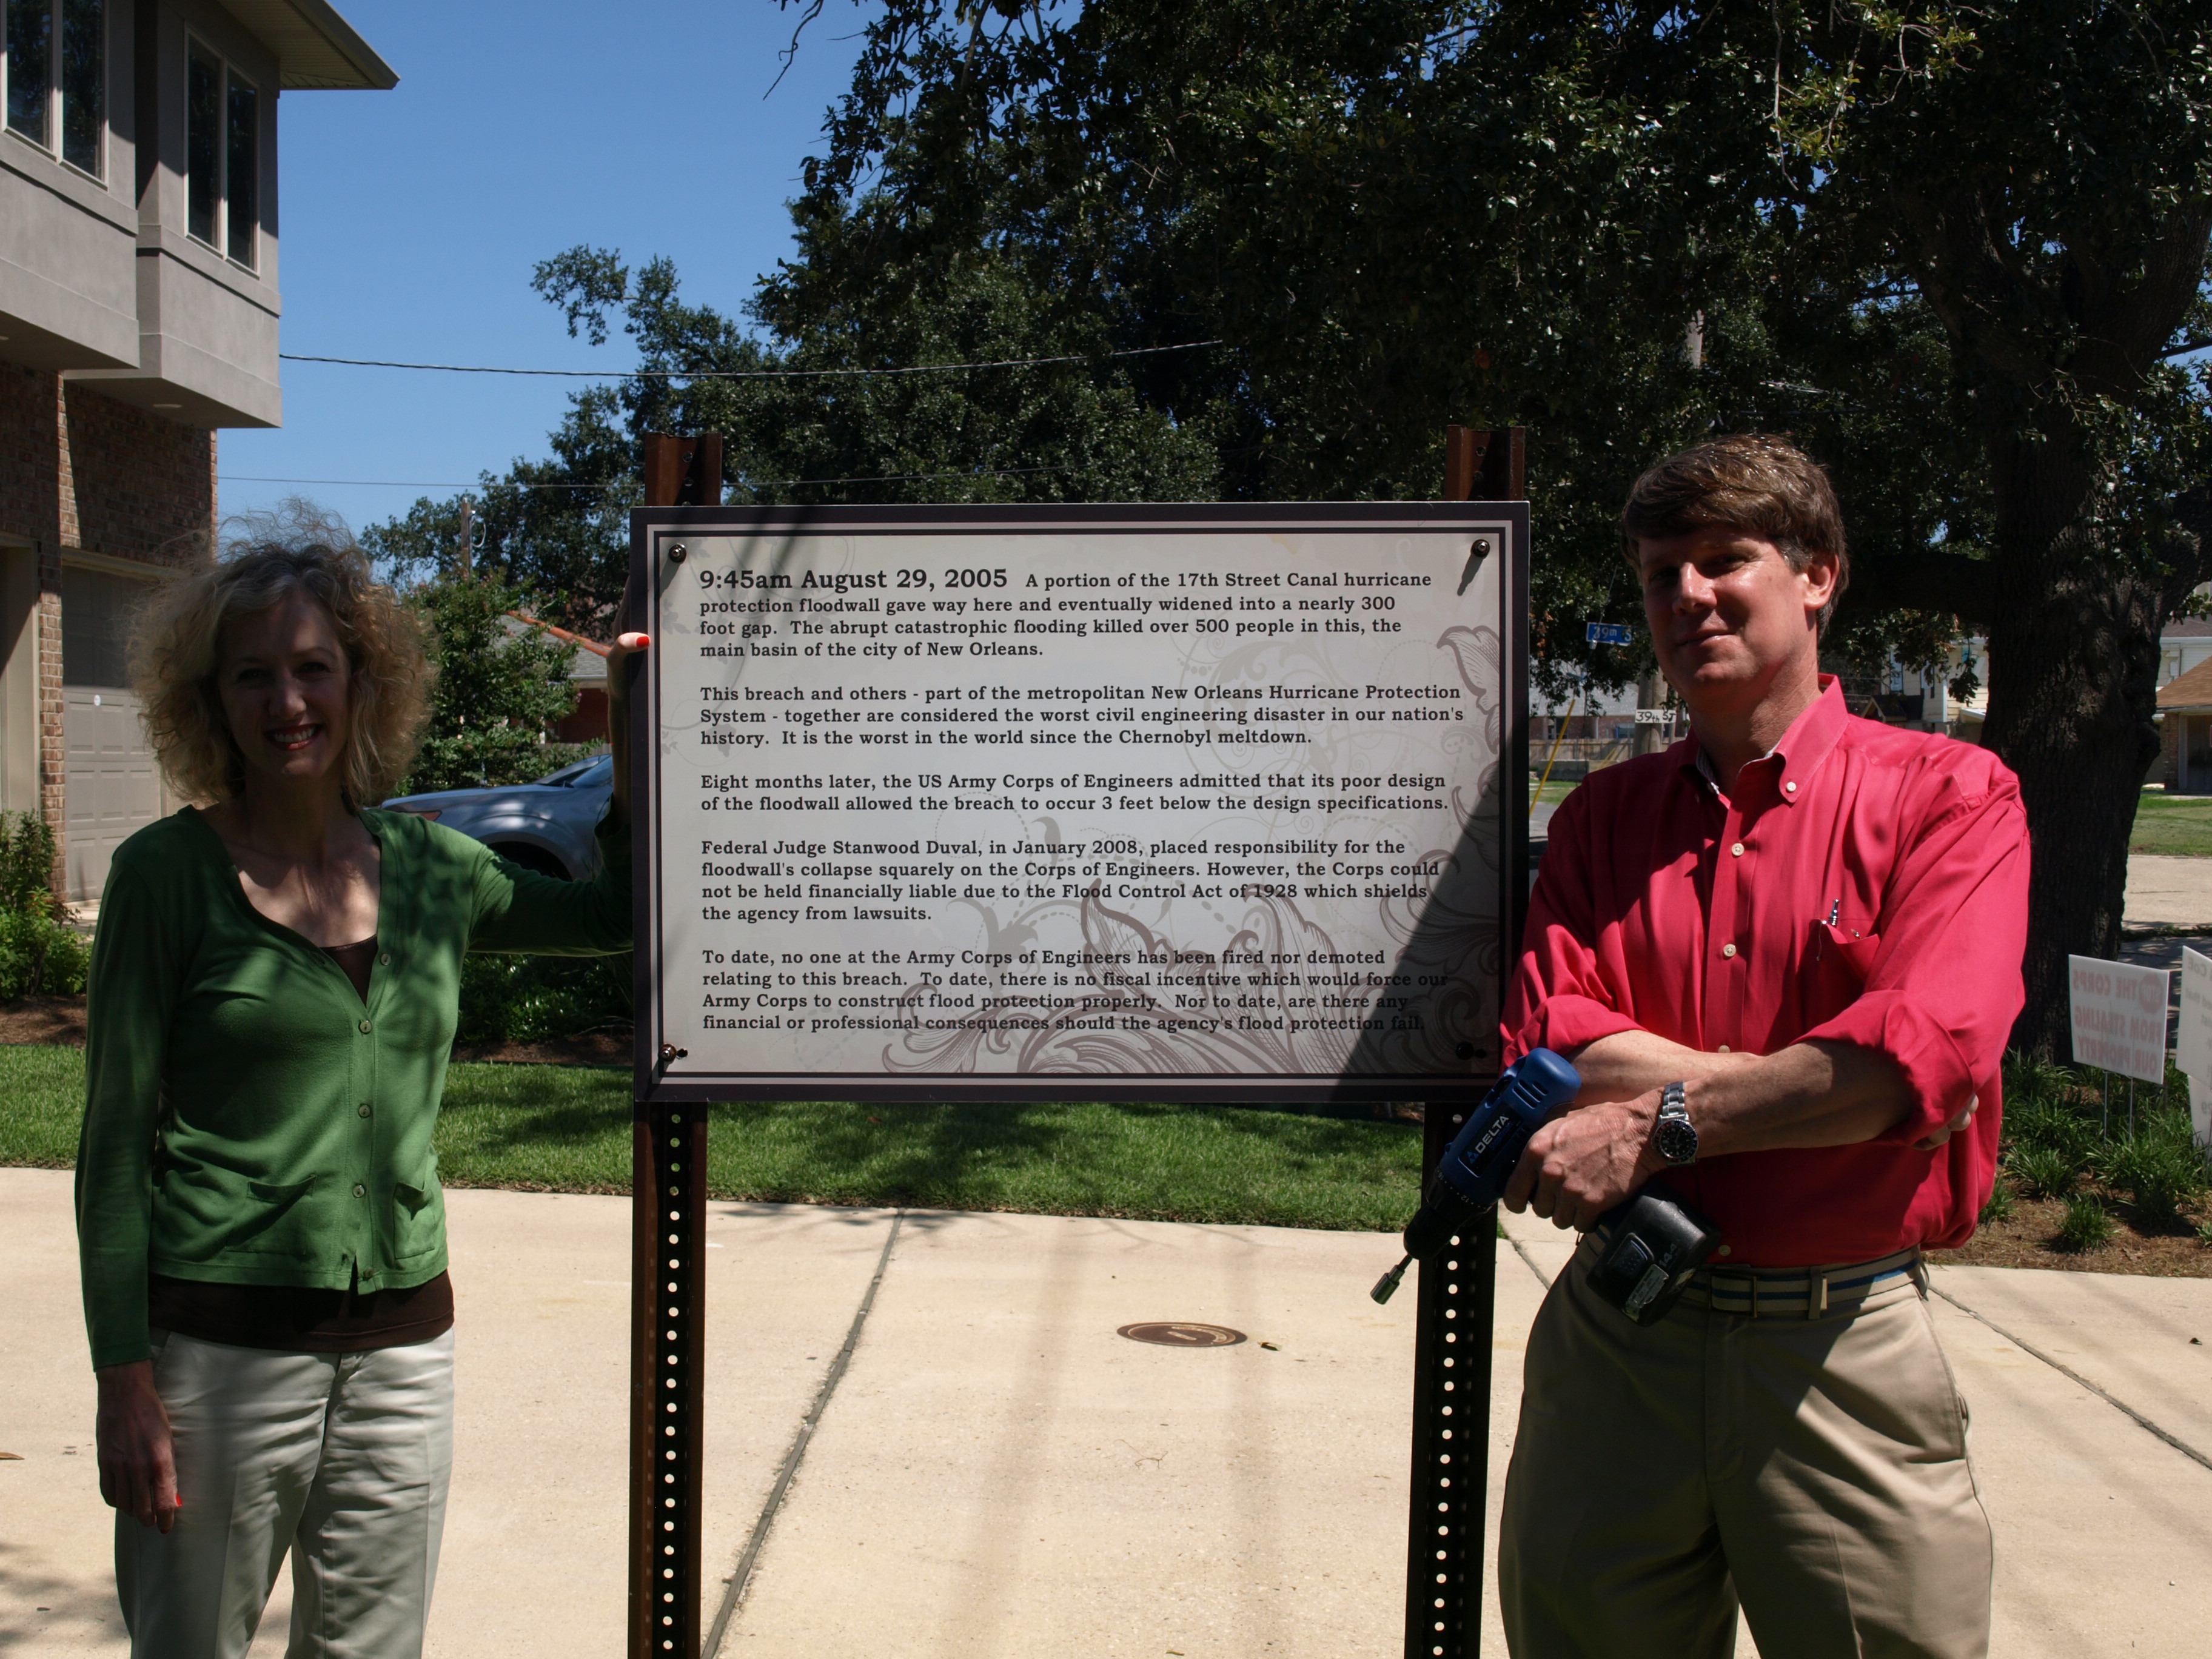 9:45am August 29, 2005 A portion of the 17th Street Canal hurricane
protection floodwall gave way here and eventually widened into a nearly 300
foot gap. The abrupt catastrophic flooding killed over 500 people in this, the
main basin of the city of New Orleans.
This breach and others - part of the metropolitan New Orleans Hurricane Protection
System - together are considered the worst civil engineering disaster in our nation's
history. It is the worst in the world since the Chernobyl meltdown.
Eight months later, the US Army Corps of Engineers admitted that its poor design
of the floodwall allowed the breach to occur 3 feet below the design specifications.
Federal Judge Stanwood Duval, in January 2008, placed responsibility for the
floodwall's collapse squarely on the Corps of Engineers. However, the Corps could
not be held financially liable due to the Flood Control Act of 1928 which shields
the agency from lawsuits.
To date, no one at the Army Corps of Engineers has been fired nor demoted
relating to this breach. To date, there is no fiscal incentive which would force our
Army Corps to construct flood protection properly. Nor to date, are there any
financial or professional consequences should the agency's flood protection fail.
39th S
39th St
DELTA
THE CORPS
FROM STEALING
OUR PROPERTY